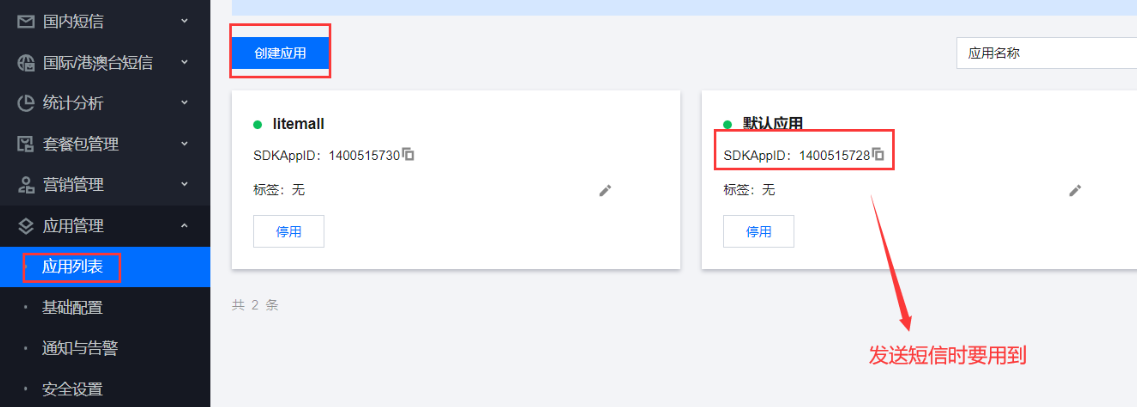 国内短信
国际/港澳台短信
统计分析
套餐包管理
营销管理
应用管理
应用列表
基础配置
通知与告警
安全设置
创建应用
应用名称
litemall
SDKAppID：1400515730
标签：无
停用
默认应用
SDKAppID：1400515728
标签：无
停用
共 2 条
发送短信时要用到